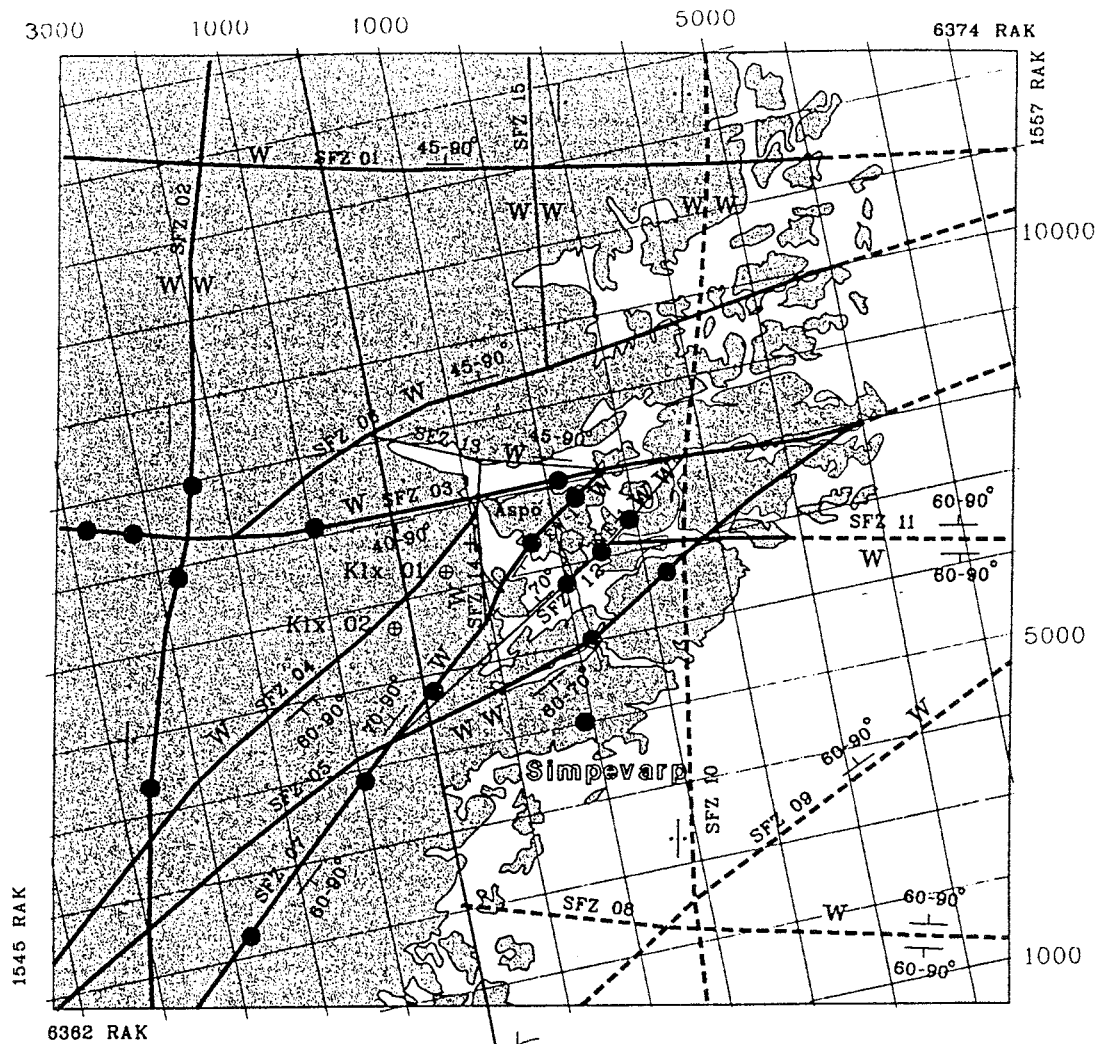 3000
1000
1000
5000
6374 RAK
1557 RAK
SFZ 15
W
SFZ 01
45-90°
SFZ 02
W W
W W
W W
10000
45-90°
W
SFZ 06
SFZ 13
W
45-90°
W
SFZ 03
Äspö
W
W W
40-90°
SFZ 11
60-90°
W
60-90°
Klx 01
W
SFZ 14
70°
SFZ 12
Klx 02
5000
W
SFZ 04
W
60-90°
70-90°
W W
60-70°
W
60-90°
Simpevarp
SFZ 05
SFZ 10
SFZ 09
SFZ 07
60-90°
SFZ 08
W
60-90°
60-90°
1000
1545 RAK
6362 RAK